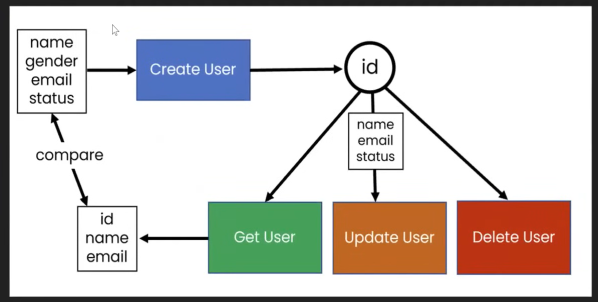 name
gender
email
status
Create User
id
name
email
status
compare
id
name
email
Get User
Update User
Delete User